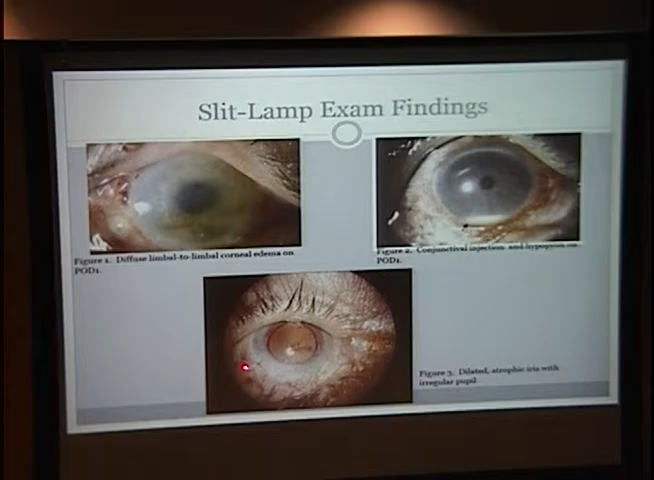 Slit-Lamp Exam Findings
Figure 1. Diffuse limbal-to-limbal corneal edema on
POD1.
Figure 2. Conjunctival injection and hypopyon on
POD1.
Figure 3. Dilated, atrophic iris with
irregular pupil